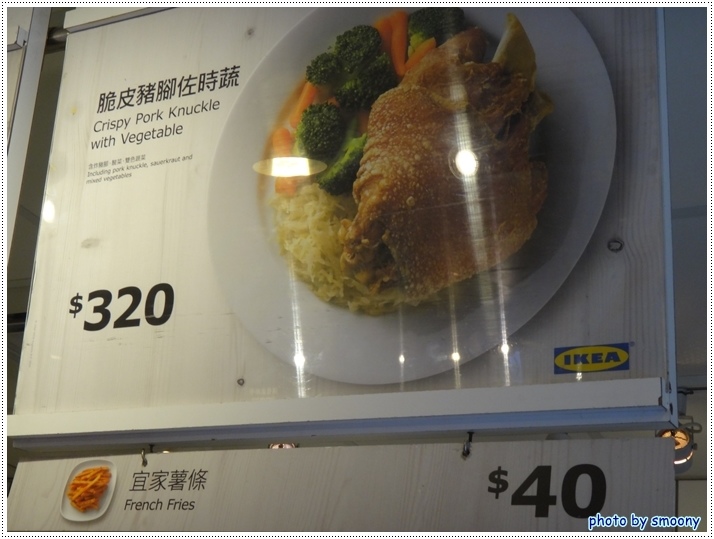 脆皮豬腳佐時蔬
Crispy Pork Knuckle
with Vegetable
Including pork knuckle, sauerkraut and
mixed vegetables
$320
IKEA
宜家薯條
French Fries
$40
photo by smoony